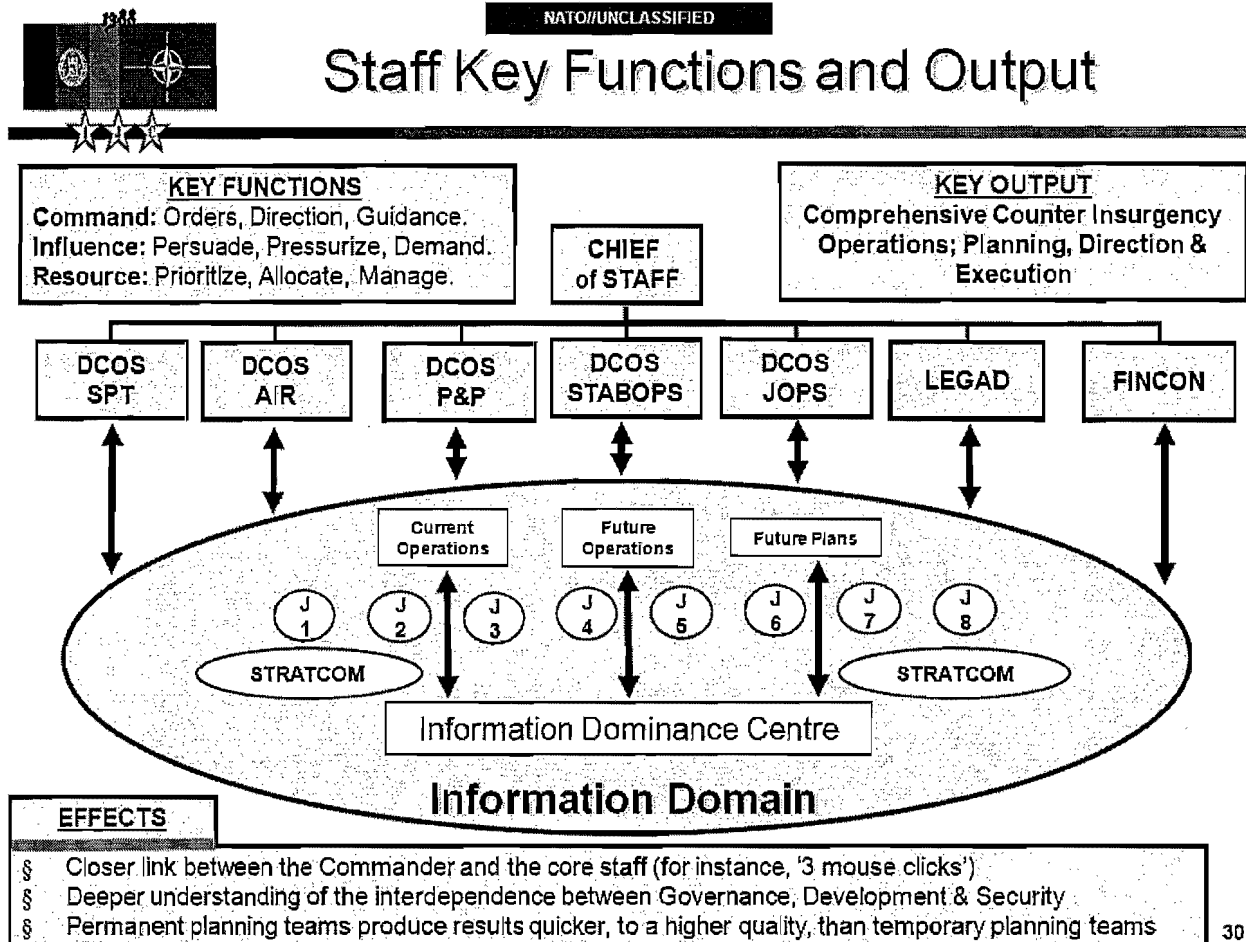 1388
NATO//UNCLASSIFIED
Staff Key Functions and Output
KEY FUNCTIONS
Command: Orders, Direction, Guidance.
Influence: Persuade, Pressurize, Demand.
Resource: Prioritize, Allocate, Manage.
CHIEF
of STAFF
KEY OUTPUT
Comprehensive Counter Insurgency
Operations; Planning, Direction &
Execution
DCOS
SPT
DCOS
AIR
DCOS
P&P
DCOS
STABOPS
DCOS
JOPS
LEGAD
FINCON
Current
Operations
Future
Operations
Future Plans
J
1
J
2
J
3
J
4
J
5
J
6
J
7
J
8
STRATCOM
STRATCOM
Information Dominance Centre
Information Domain
EFFECTS
§ Closer link between the Commander and the core staff (for instance, '3 mouse clicks')
§ Deeper understanding of the interdependence between Governance, Development & Security
§ Permanent planning teams produce results quicker, to a higher quality, than temporary planning teams
30